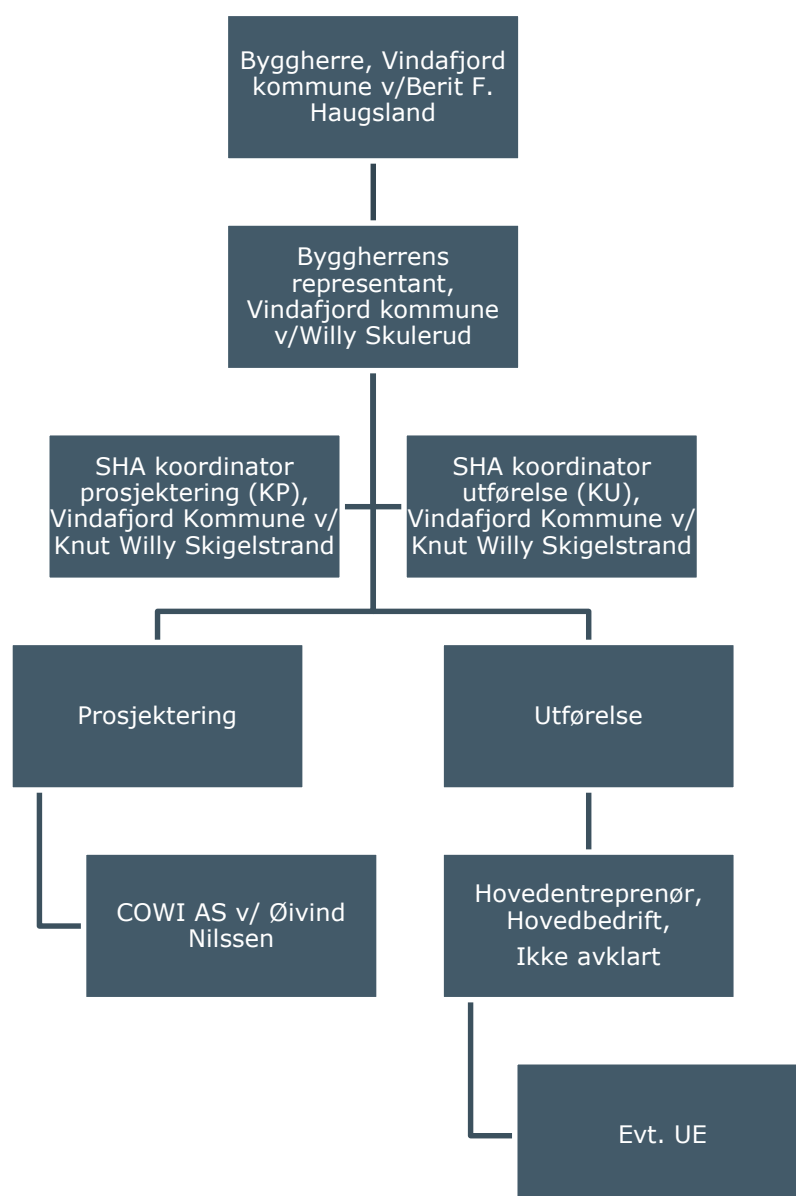 Byggherre, Vindafjord
kommune v/Berit F.
Haugsland
Byggherrens
representant,
Vindafjord kommune
v/Willy Skulerud
SHA koordinator
prosjektering (KP),
Vindafjord Kommune v/
Knut Willy Skigelstrand
SHA koordinator
utførelse (KU),
Vindafjord Kommune v/
Knut Willy Skigelstrand
Prosjektering
Utførelse
COWI AS v/ Øivind
Nilssen
Hovedentreprenør,
Hovedbedrift,
Ikke avklart
Evt. UE